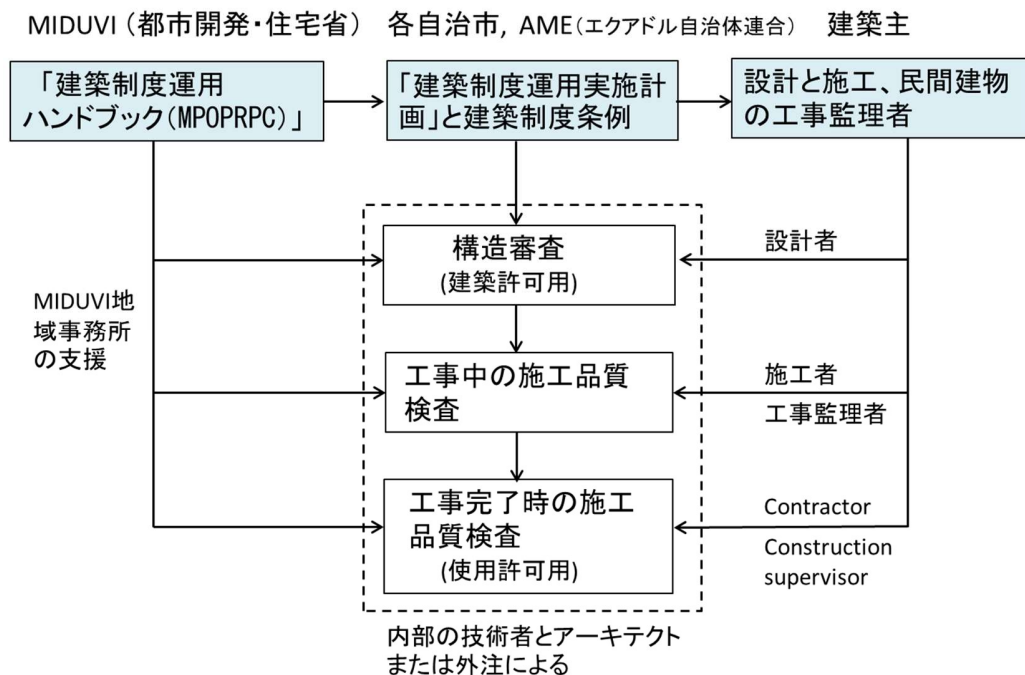 MIDUVI（都市開発・住宅省） 各自治市, AME（エクアドル自治体連合） 建築主
「建築制度運用
ハンドブック（MPOPRPC）」
「建築制度運用実施計
画」と建築制度条例
設計と施工、民間建物
の工事監理者
構造審査
(建築許可用)
設計者
MIDUVI地
域事務所
の支援
工事中の施工品質
検査
施工者
工事監理者
工事完了時の施工
品質検査
(使用許可用)
Contractor
Construction
supervisor
内部の技術者とアーキテクト
または外注による